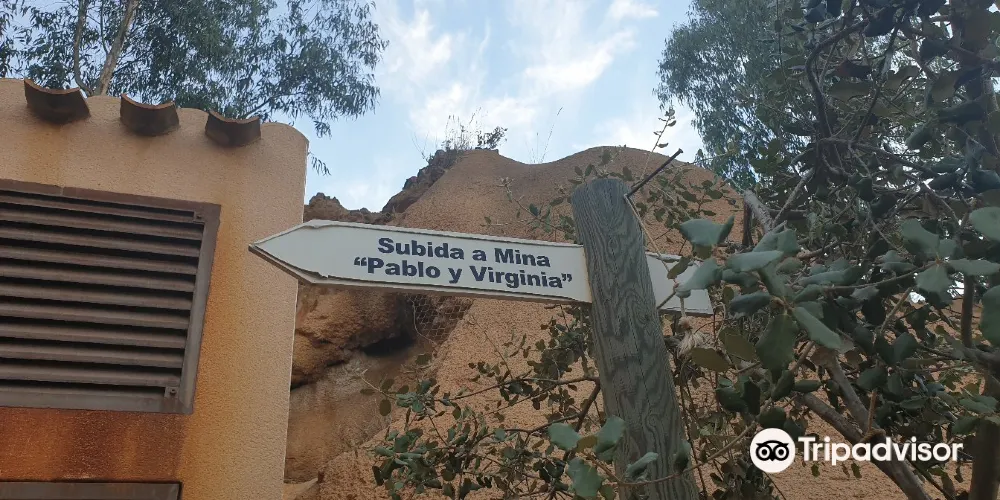 Subida a Mina
“Pablo y Virginia”
Tripadvisor